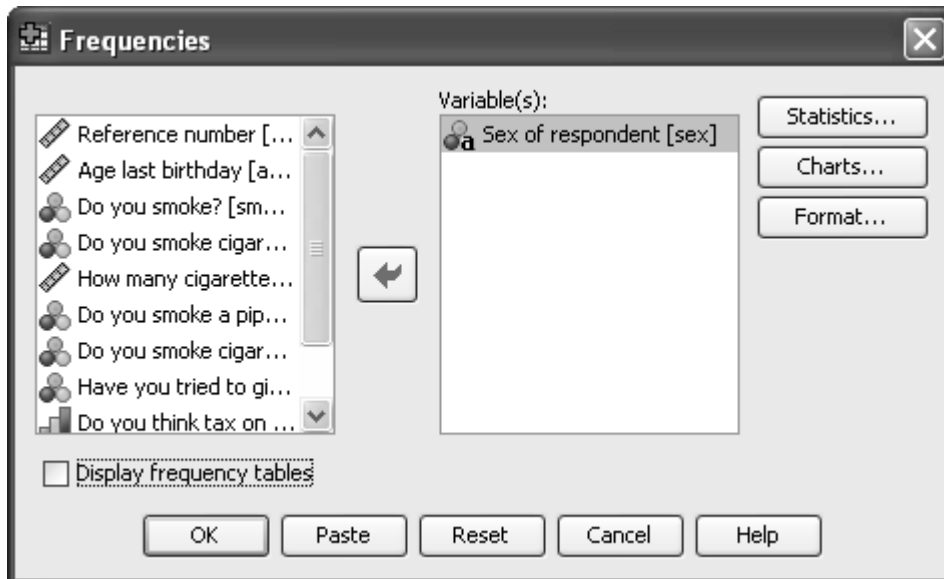 Frequencies
Variable(s):
Reference number [...
Age last birthday [a...
Do you smoke? [sm...
Do you smoke cigar...
How many cigarette...
Do you smoke a pip...
Do you smoke cigar...
Have you tried to gi...
Do you think tax on ...
a Sex of respondent [sex]
Statistics...
Charts...
Format...
Display frequency tables
OK Paste Reset Cancel Help